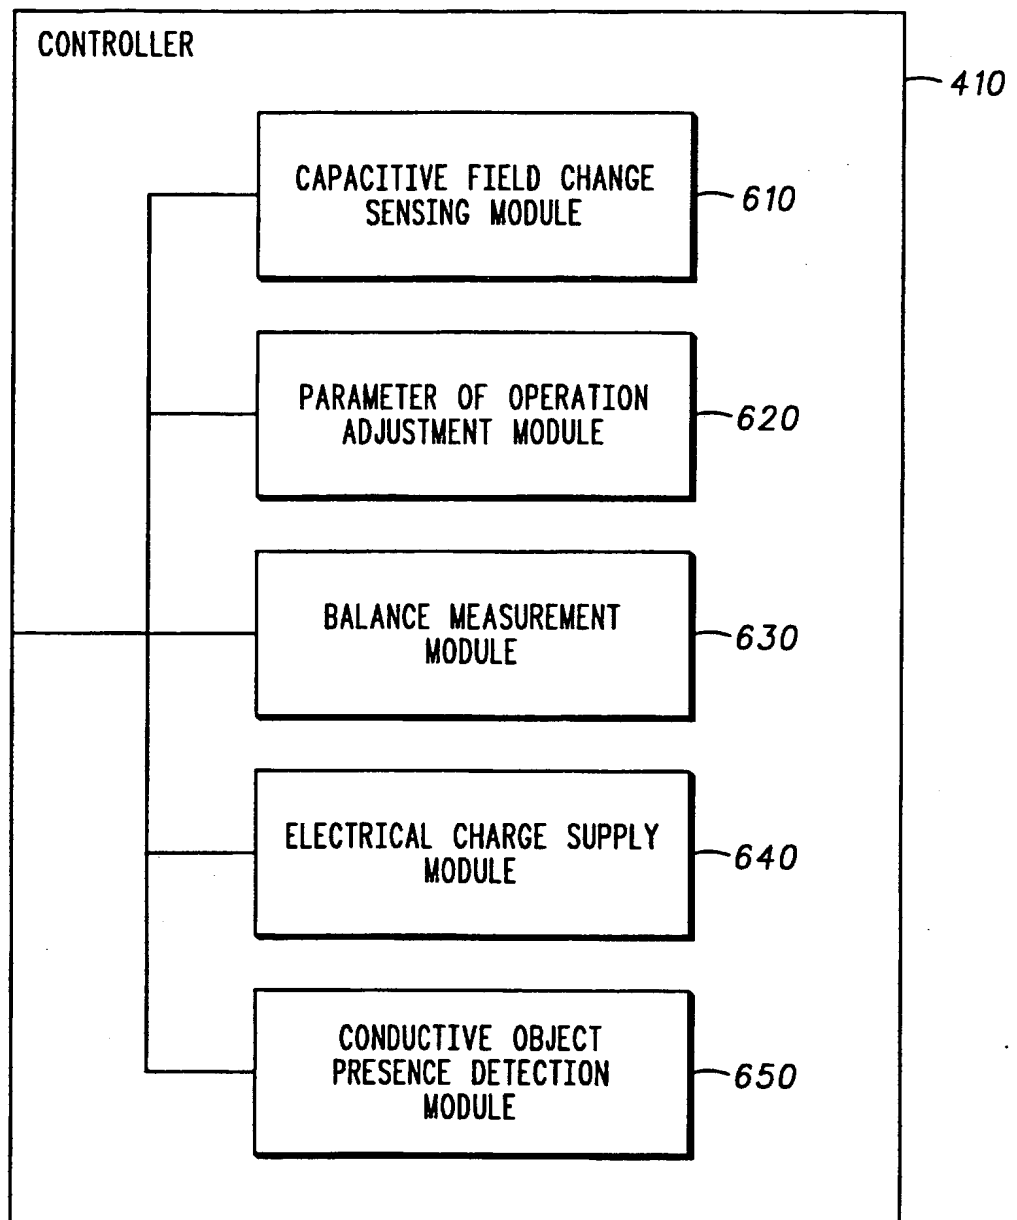 CONTROLLER
410
CAPACITIVE FIELD CHANGE
SENSING MODULE
610
PARAMETER OF OPERATION
ADJUSTMENT MODULE
620
BALANCE MEASUREMENT
MODULE
630
ELECTRICAL CHARGE SUPPLY
MODULE
640
CONDUCTIVE OBJECT
PRESENCE DETECTION
MODULE
650